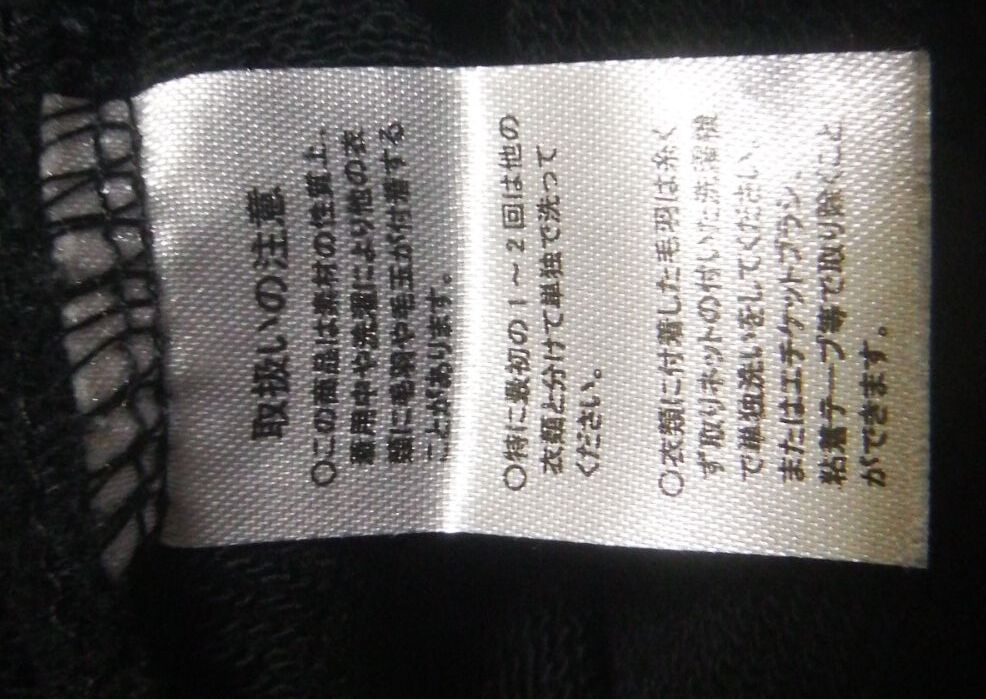 取扱いの注意
○この商品は素材の性質上、
着用中や洗濯により他の衣
類に毛羽や毛玉が付着する
ことがあります。
○特に最初の1～2回は他の
衣類と分けて単独で洗って
ください。
○衣類に付着した毛羽は糸く
ず取りネットの付いた洗濯機
で単独洗いをしてください。
またはエチケットブラシ、
粘着テープ等で取り除くこと
ができます。